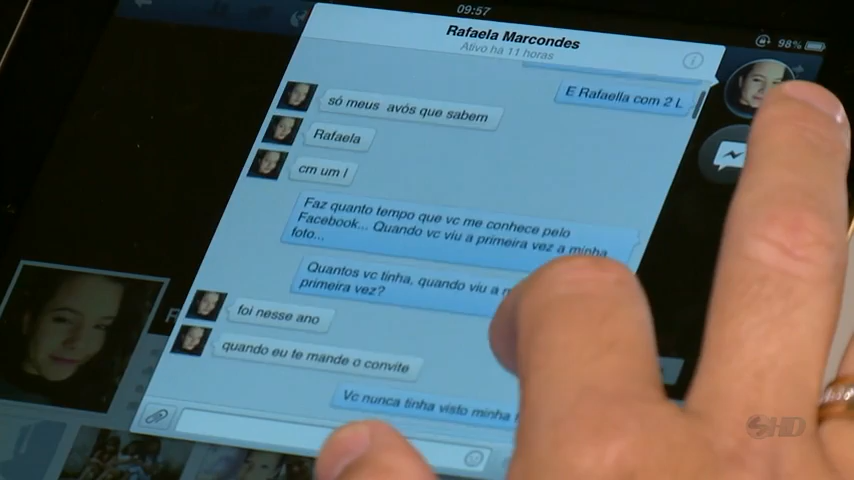 09:57
98%
Rafaela Marcondes
Ativo há 11 horas
E Rafaella com 2 L
só meus avós que sabem
Rafaela
cm um l
Faz quanto tempo que vc me conhece pelo
Facebook... Quando vc viu a primeira vez a minha
foto...
Quantos vc tinha, quando viu a
primeira vez?
foi nesse ano
quando eu te mande o convite
Vc nunca tinha visto minha
HD